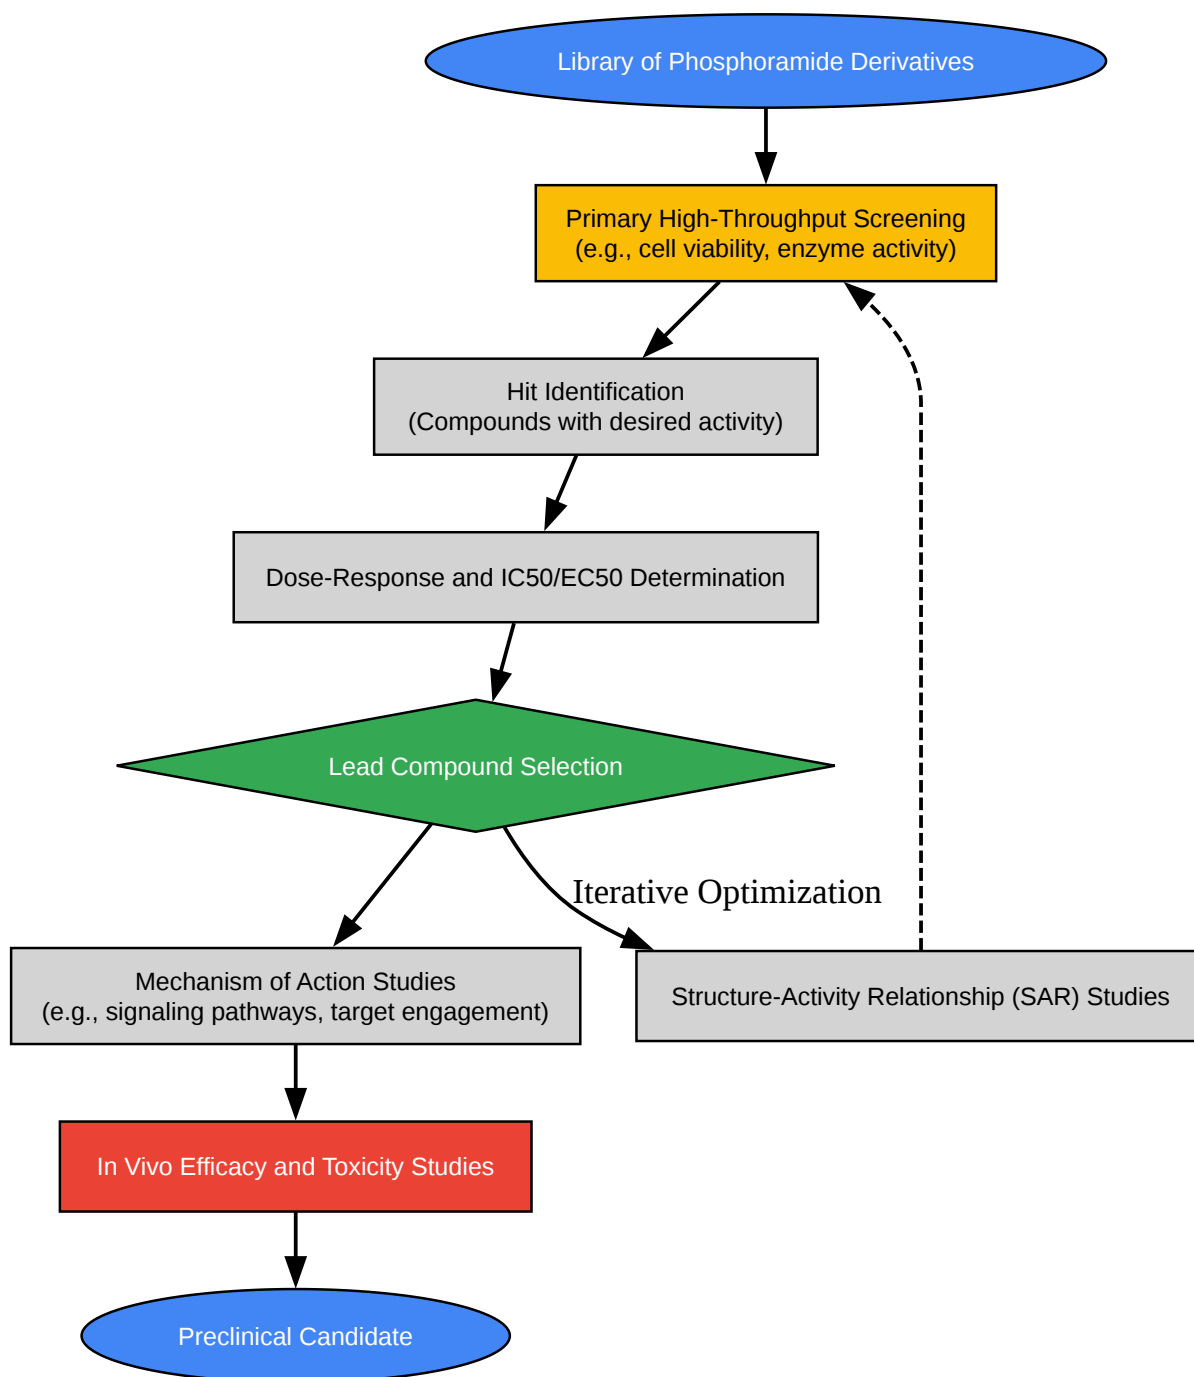 Library of Phosphoramide Derivatives
Primary High-Throughput Screening
(e.g., cell viability, enzyme activity)
Hit Identification
(Compounds with desired activity)
Dose-Response and IC50/EC50 Determination
Lead Compound Selection
Iterative Optimization
Mechanism of Action Studies
(e.g., signaling pathways, target engagement)
Structure-Activity Relationship (SAR) Studies
In Vivo Efficacy and Toxicity Studies
Preclinical Candidate